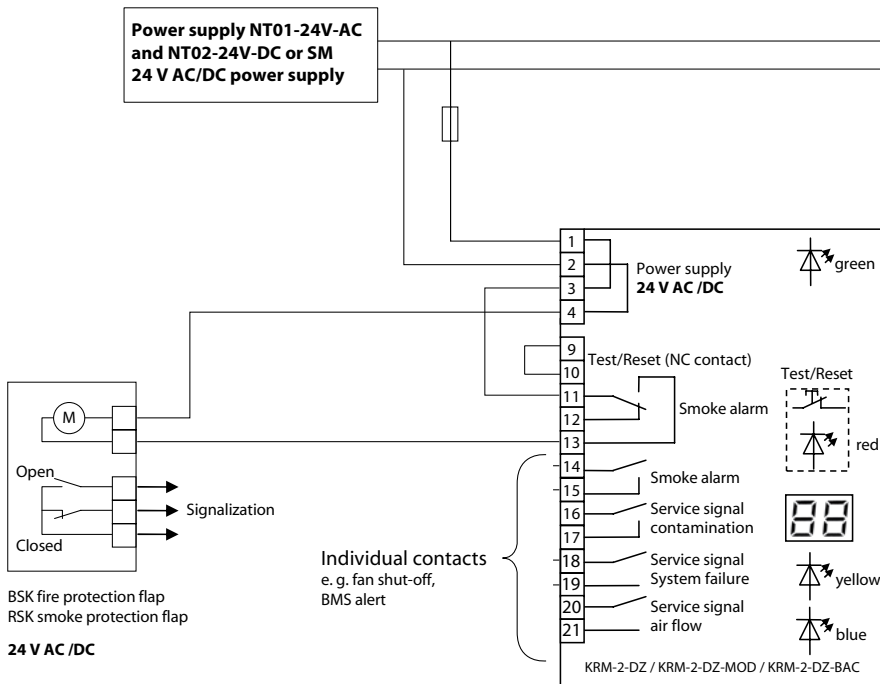 Power supply NT01-24V-AC
and NT02-24V-DC or SM
24 V AC/DC power supply
1
2
3
4
Power supply
24 V AC /DC
green
9
10
11
12
13
14
15
16
17
18
19
20
21
Test/Reset (NC contact)
Smoke alarm
Smoke alarm
Service signal
contamination
Service signal
System failure
Service signal
air flow
Test/Reset
red
88
yellow
blue
M
Open
Closed
Signalization
Individual contacts
e. g. fan shut-off,
BMS alert
BSK fire protection flap
RSK smoke protection flap
24 V AC /DC
KRM-2-DZ / KRM-2-DZ-MOD / KRM-2-DZ-BAC